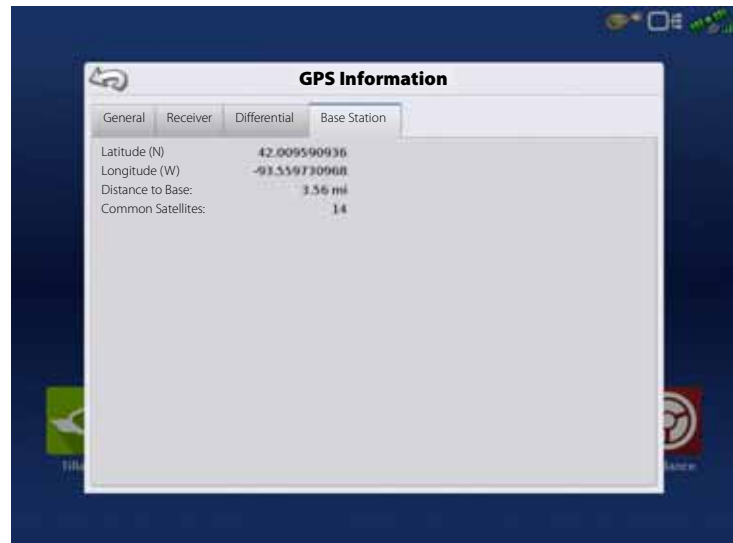 GPS Information
General Receiver Differential Base Station
Latitude (N) 42.009590936
Longitude (W) -93.559730968
Distance to Base: 3.56 mi
Common Satellites: 14